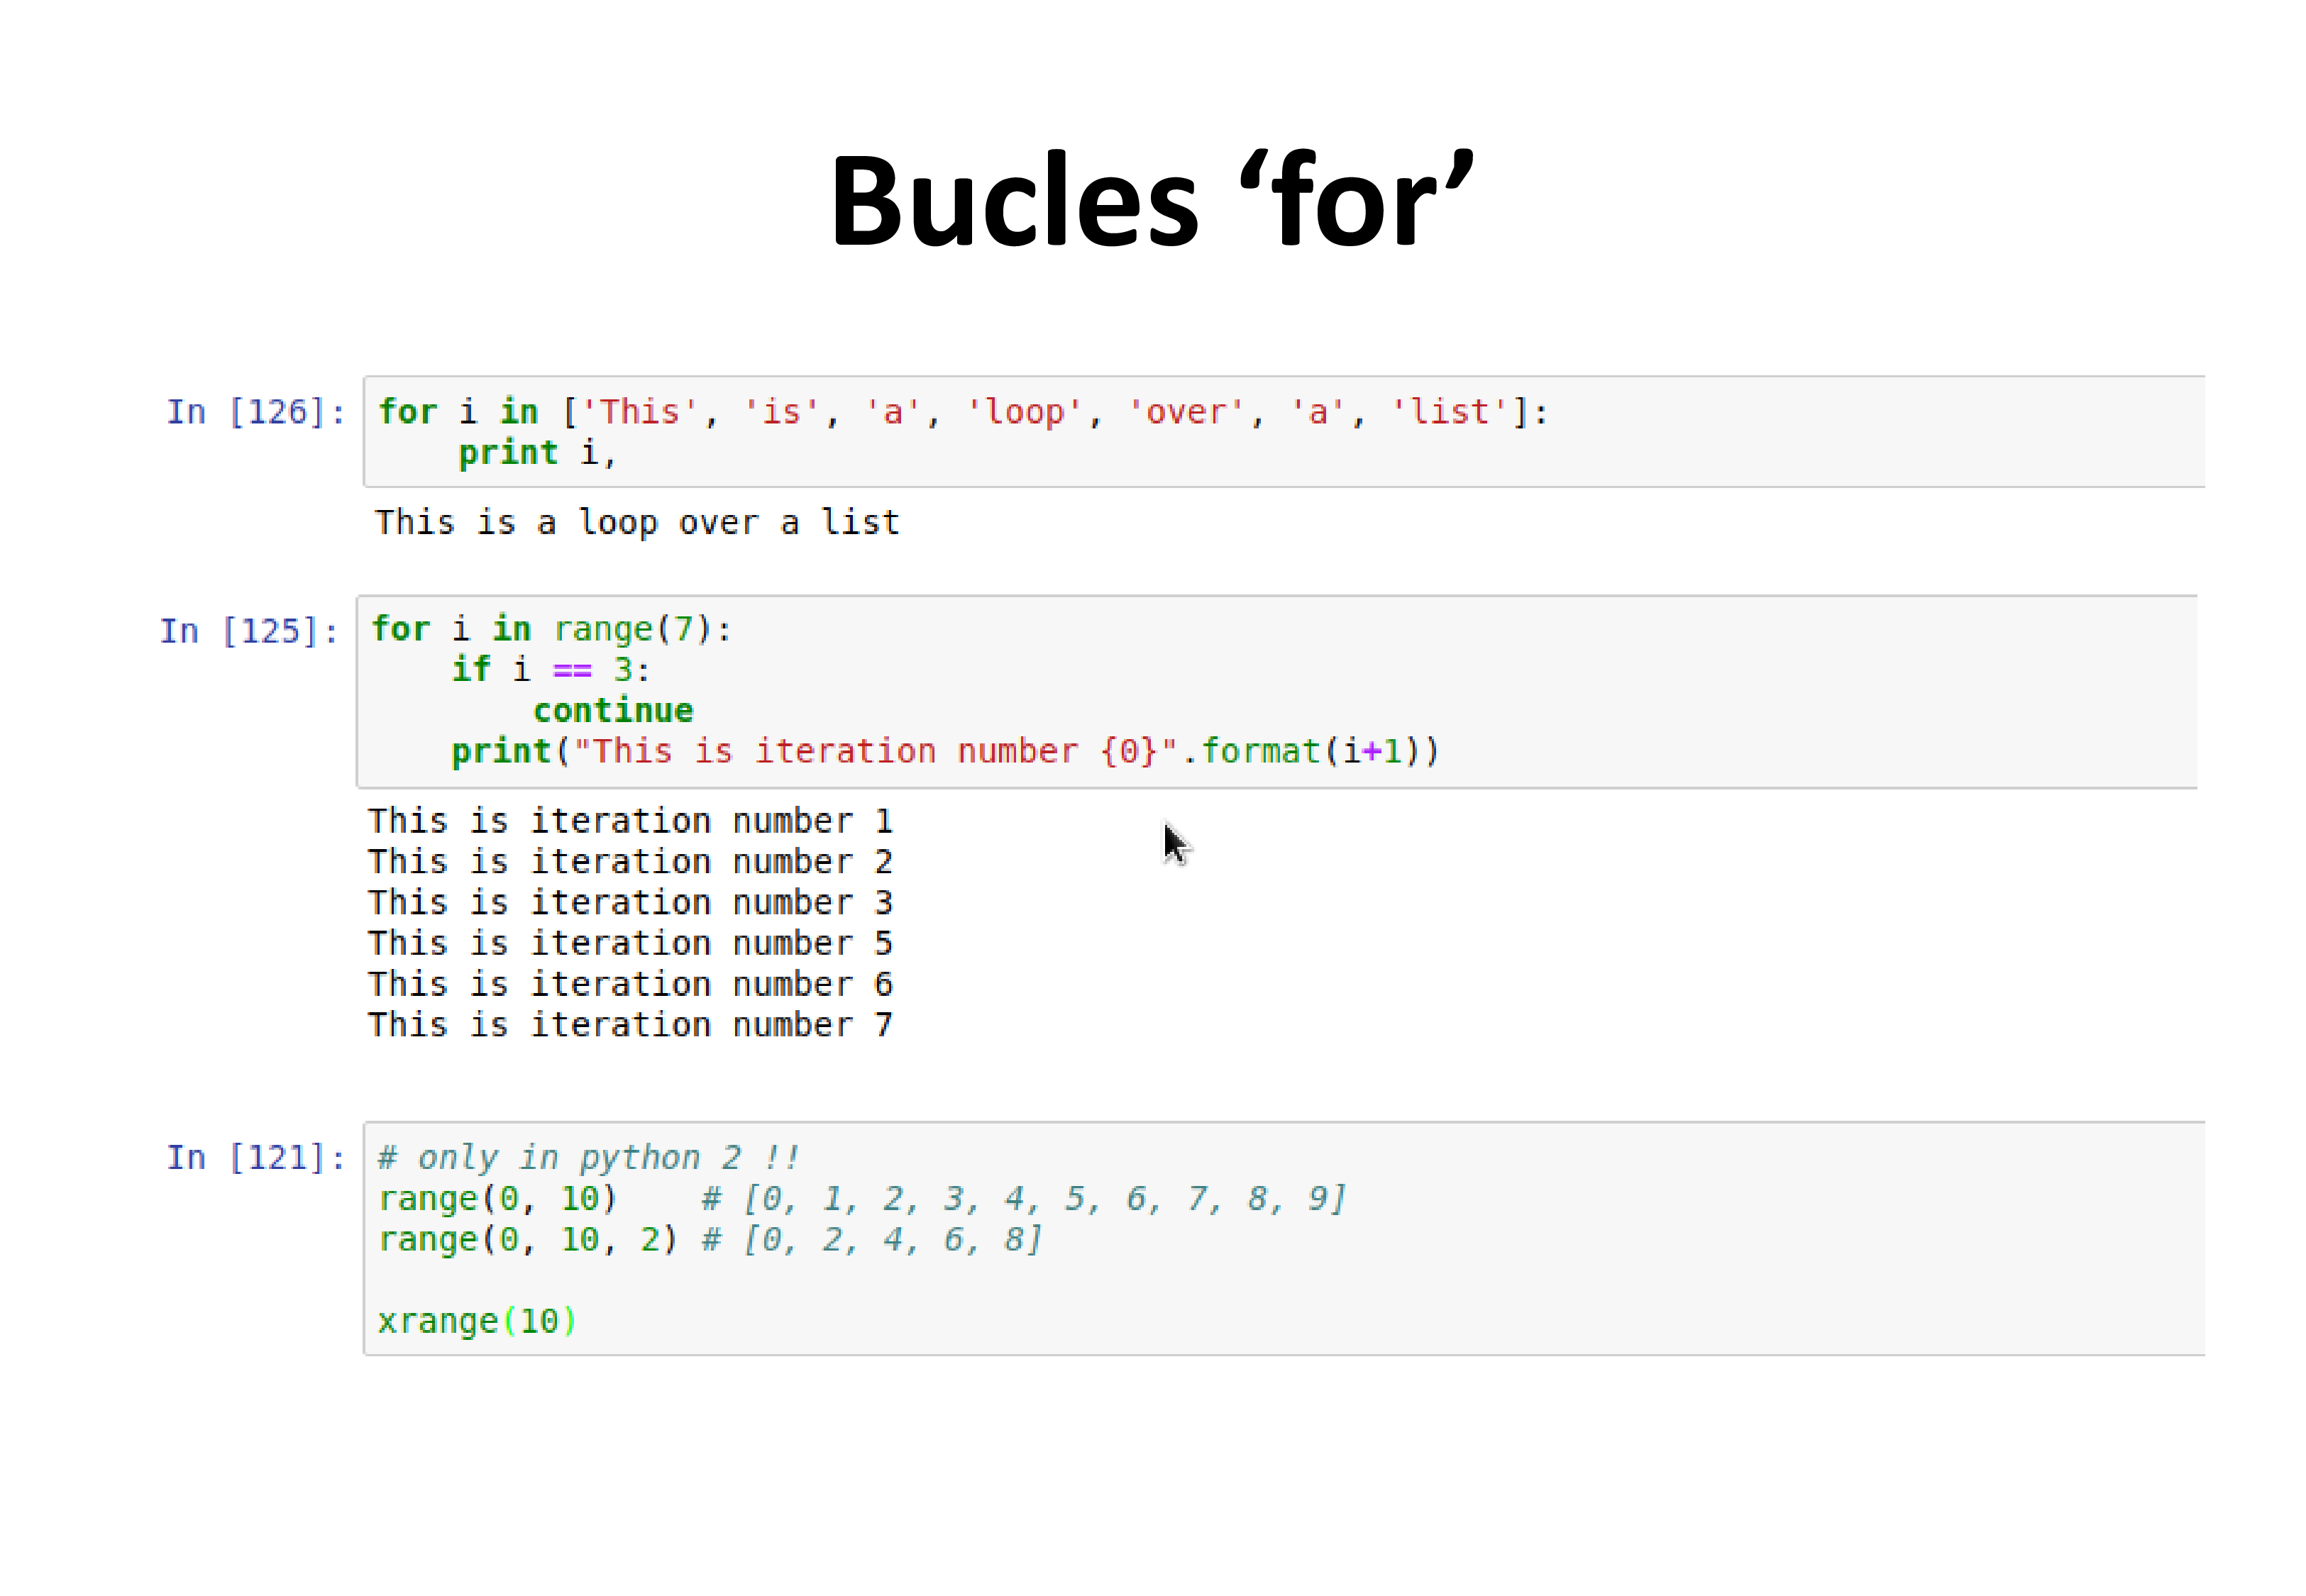 Bucles ‘for’
In [126]: for i in ['This', 'is', 'a', 'loop', 'over', 'a', 'list']:
    print i,
This is a loop over a list
In [125]: for i in range(7):
    if i == 3:
        continue
    print("This is iteration number {0}".format(i+1))
This is iteration number 1
This is iteration number 2
This is iteration number 3
This is iteration number 5
This is iteration number 6
This is iteration number 7
In [121]: # only in python 2 !!
range(0, 10)    # [0, 1, 2, 3, 4, 5, 6, 7, 8, 9]
range(0, 10, 2) # [0, 2, 4, 6, 8]
xrange(10)